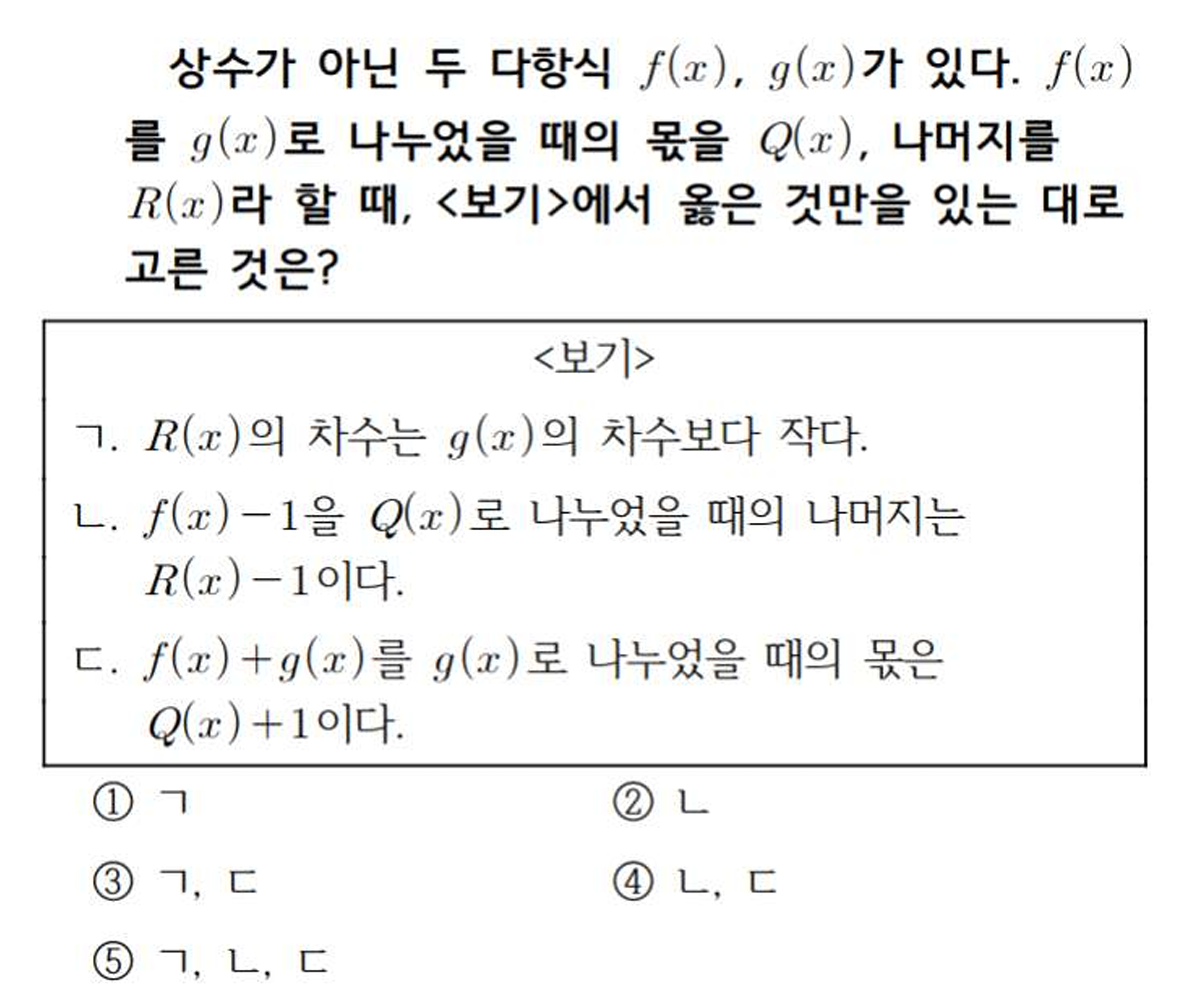 상수가 아닌 두 다항식 f(x), g(x)가 있다. f(x)
를 g(x)로 나누었을 때의 몫을 Q(x), 나머지를
R(x)라 할 때, <보기>에서 옳은 것만을 있는 대로
고른 것은?
<보기>
ㄱ. R(x)의 차수는 g(x)의 차수보다 작다.
ㄴ. f(x)-1을 Q(x)로 나누었을 때의 나머지는
R(x)-1이다.
ㄷ. f(x)+g(x)를 g(x)로 나누었을 때의 몫은
Q(x)+1이다.
① ㄱ ② ㄴ
③ ㄱ, ㄷ ④ ㄴ, ㄷ
⑤ ㄱ, ㄴ, ㄷ